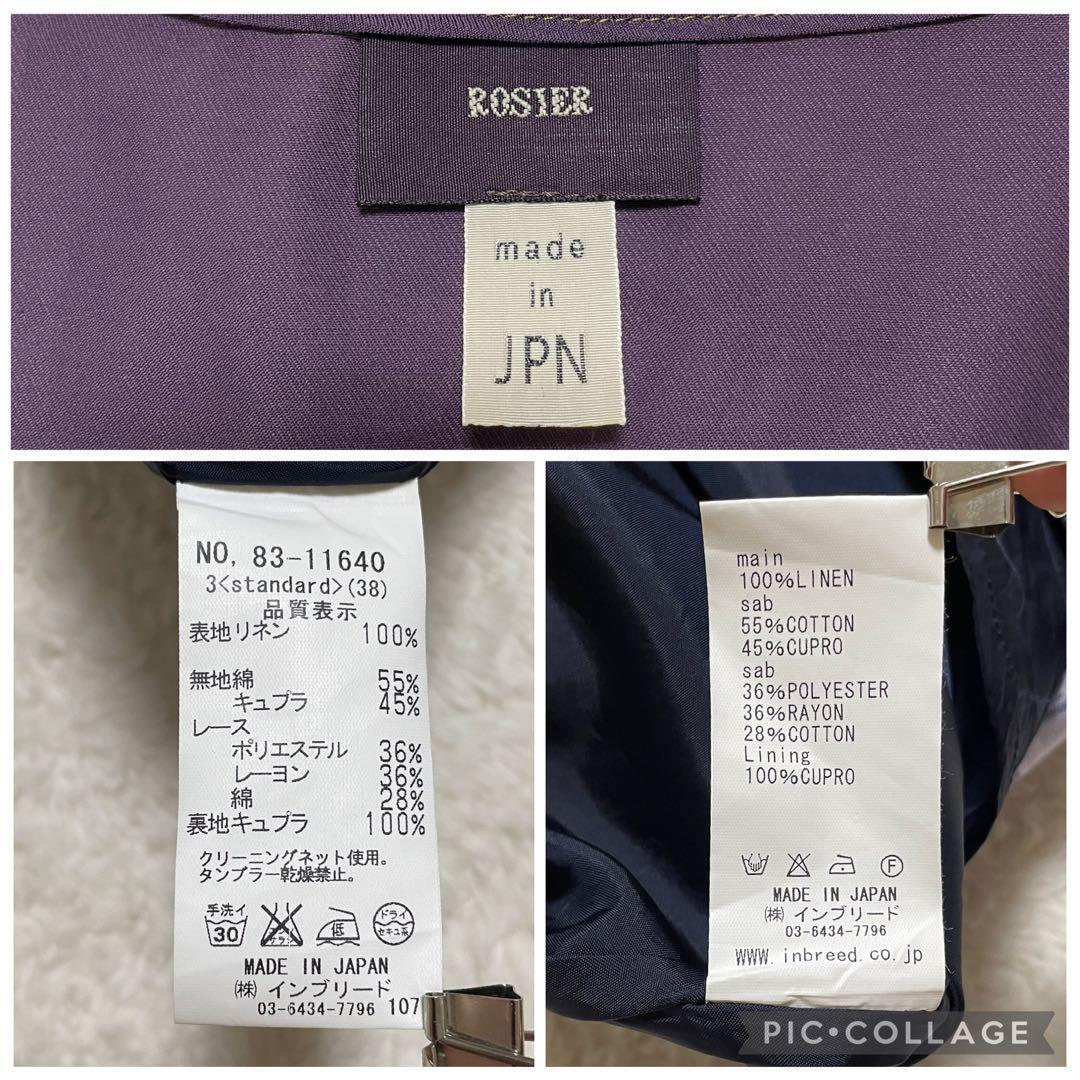 ROSIER
made
in
JPN
NO, 83-11640
3<standard>(38)
品質表示
表地リネン 100%
無地綿 55%
キュプラ 45%
レース
ポリエステル 36%
レーヨン 36%
綿 28%
裏地キュプラ 100%
クリーニングネット使用。
タンブラー乾燥禁止。
手洗イ
30
低
ドライ
セキユ系
MADE IN JAPAN
㈱ インブリード
03-6434-7796 107
main
100%LINEN
sab
55%COTTON
45%CUPRO
sab
36%POLYESTER
36%RAYON
28%COTTON
Lining
100%CUPRO
F
MADE IN JAPAN
㈱ インブリード
03-6434-7796
www.inbreed.co.jp
PIC•COLLAGE